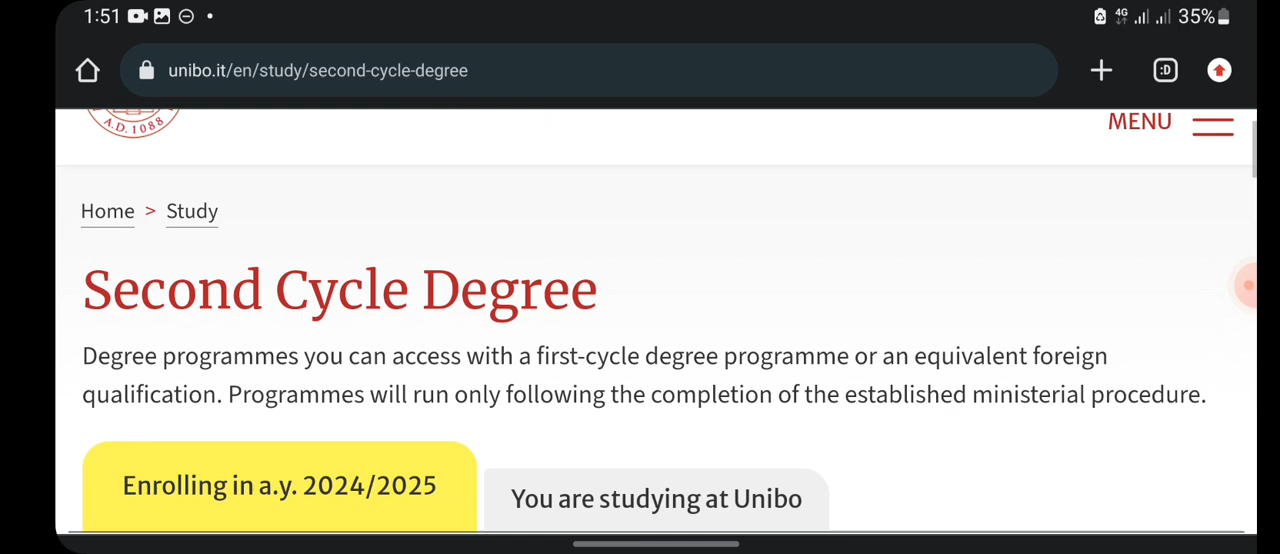 1:51 4G 35%
unibo.it/en/study/second-cycle-degree :D
A.D. 1088
MENU
Home > Study
Second Cycle Degree
Degree programmes you can access with a first-cycle degree programme or an equivalent foreign
qualification. Programmes will run only following the completion of the established ministerial procedure.
Enrolling in a.y. 2024/2025
You are studying at Unibo